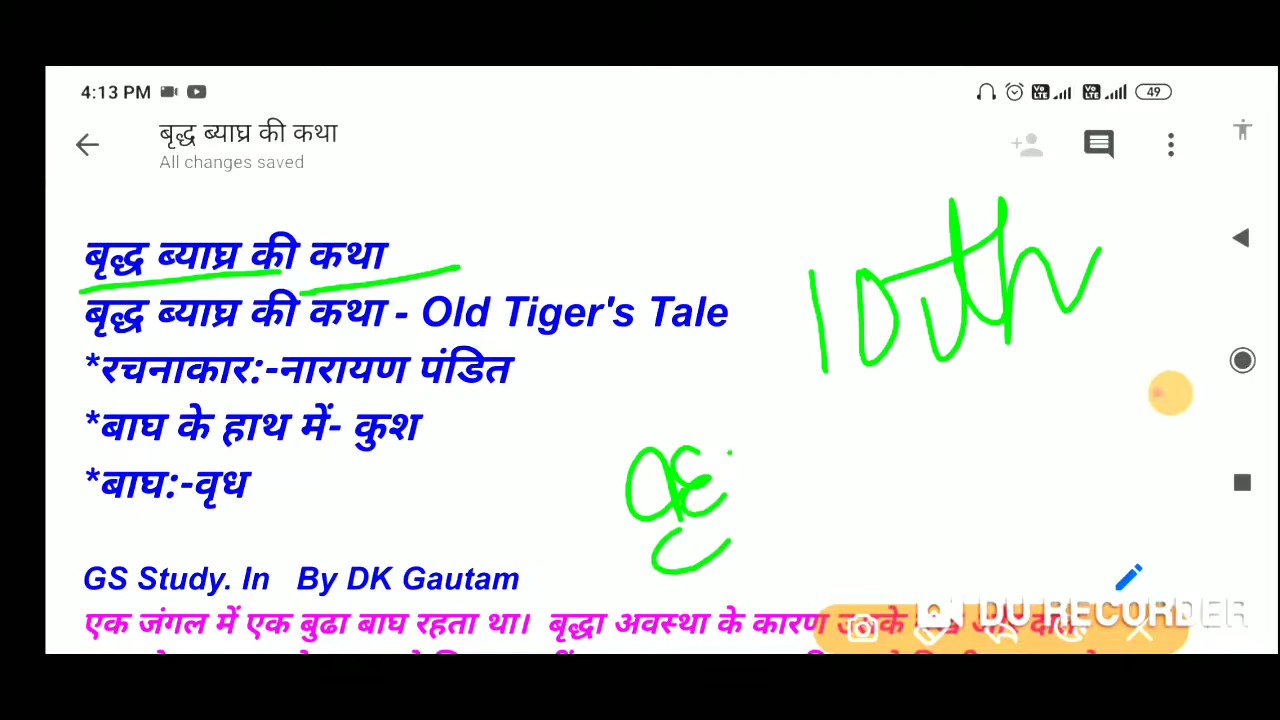 4:13 PM
49
बृद्ध ब्याघ्र की कथा
All changes saved
बृद्ध ब्याघ्र की कथा
बृद्ध ब्याघ्र की कथा - Old Tiger's Tale
*रचनाकार:-नारायण पंडित
*बाघ के हाथ में- कुश
*बाघ:-वृध
10th
GS Study. In By DK Gautam
एक जंगल में एक बुढा बाघ रहता था। बृद्धा अवस्था के कारण
DU RECORDER